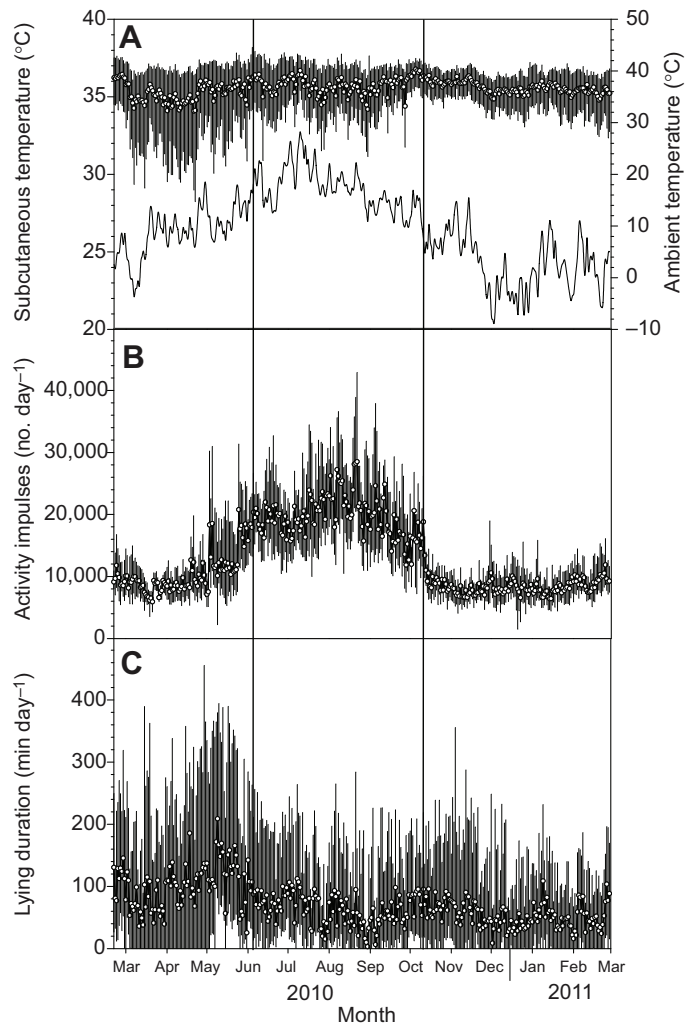 A
Subcutaneous temperature (°C)
40
35
30
25
20
Ambient temperature (°C)
50
40
30
20
10
0
–10
B
Activity impulses (no. day–1)
40,000
30,000
20,000
10,000
0
C
Lying duration (min day–1)
400
300
200
100
0
Mar Apr May Jun Jul Aug Sep Oct Nov Dec Jan Feb Mar
2010 2011
Month